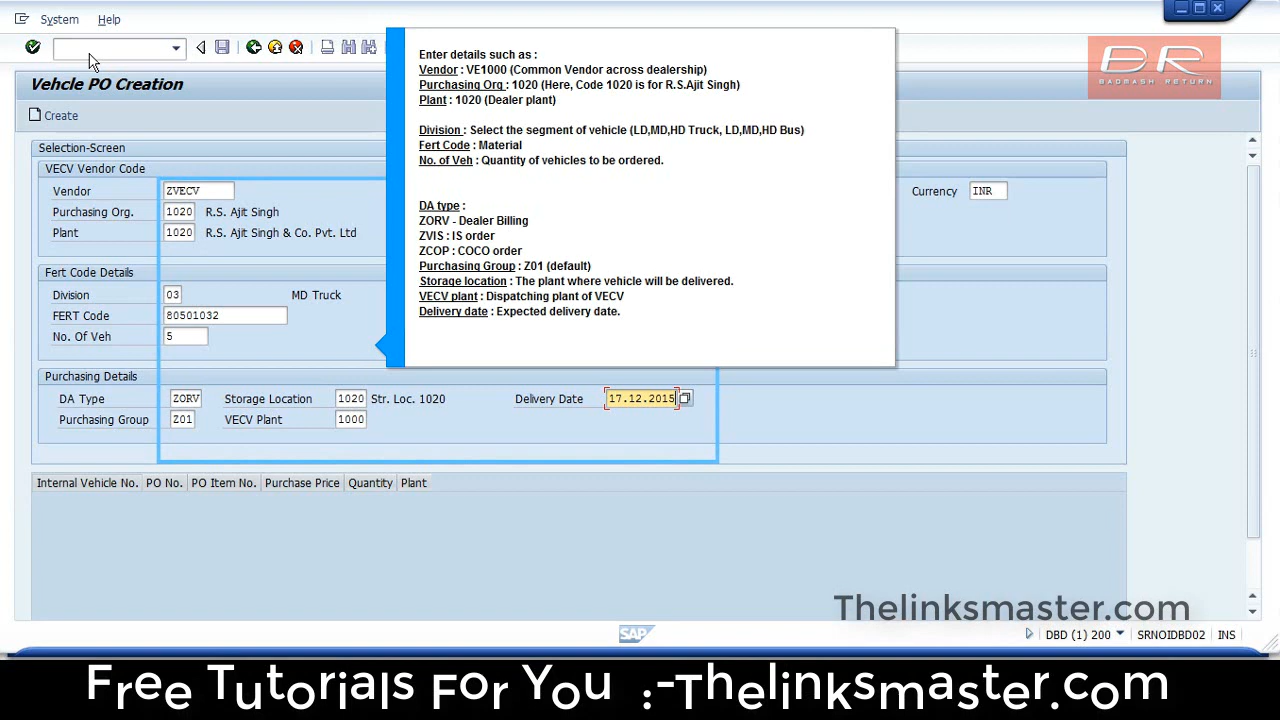 System Help
BR
BADMASH RETURN
Vehcle PO Creation
Create
Enter details such as :
Vendor : VE1000 (Common Vendor across dealership)
Purchasing Org : 1020 (Here, Code 1020 is for R.S.Ajit Singh)
Plant : 1020 (Dealer plant)
Division : Select the segment of vehicle (LD,MD,HD Truck, LD,MD,HD Bus)
Fert Code : Material
No. of Veh : Quantity of vehicles to be ordered.
DA type :
ZORV - Dealer Billing
ZVIS : IS order
ZCOP : COCO order
Purchasing Group : Z01 (default)
Storage location : The plant where vehicle will be delivered.
VECV plant : Dispatching plant of VECV
Delivery date : Expected delivery date.
Selection-Screen
VECV Vendor Code
Vendor ZVECV Currency INR
Purchasing Org. 1020 R.S. Ajit Singh
Plant 1020 R.S. Ajit Singh & Co. Pvt. Ltd
Fert Code Details
Division 03 MD Truck
FERT Code 80501032
No. Of Veh 5
Purchasing Details
DA Type ZORV Storage Location 1020 Str. Loc. 1020 Delivery Date 17.12.2015
Purchasing Group Z01 VECV Plant 1000
Internal Vehicle No. PO No. PO Item No. Purchase Price Quantity Plant
Thelinksmaster.com
SAP DBD (1) 200 SRNOIDBD02 INS
Free Tutorials For You :-Thelinksmaster.com